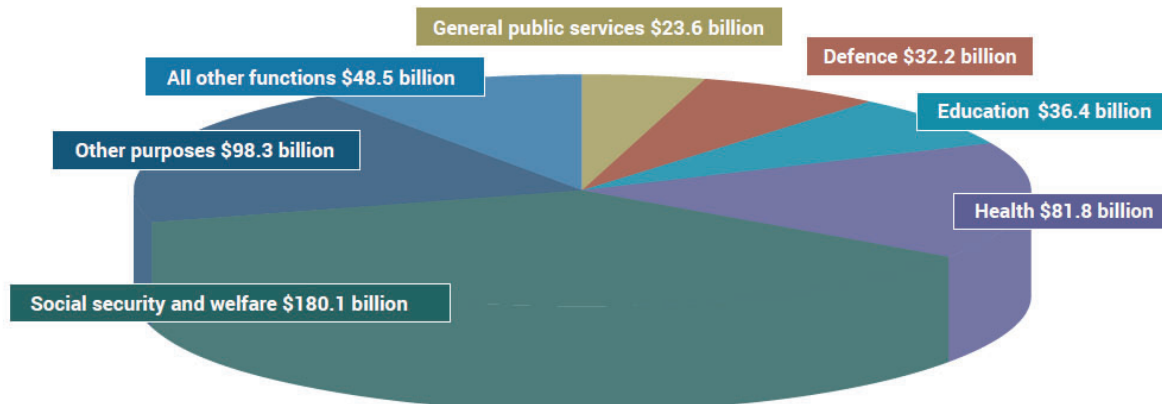 General public services $23.6 billion
Defence $32.2 billion
All other functions $48.5 billion
Education $36.4 billion
Other purposes $98.3 billion
Health $81.8 billion
Social security and welfare $180.1 billion